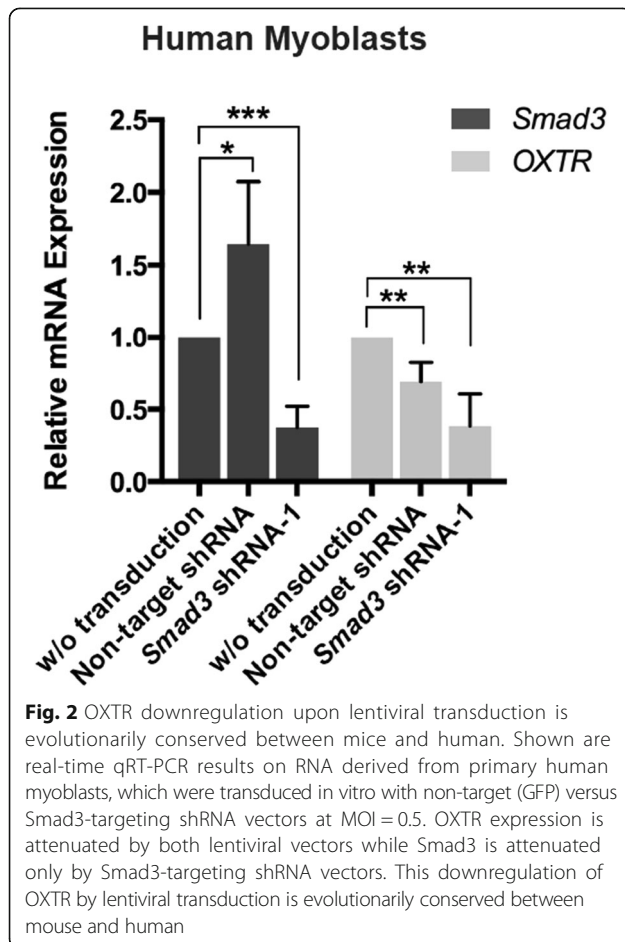 Human Myoblasts
Relative mRNA Expression
2.5
2.0
1.5
1.0
0.5
0.0
***
*
**
**
Smad3
OXTR
w/o transduction
Non-target shRNA
Smad3 shRNA-1
w/o transduction
Non-target shRNA
Smad3 shRNA-1
Fig. 2 OXTR downregulation upon lentiviral transduction is
evolutionarily conserved between mice and human. Shown are
real-time qRT-PCR results on RNA derived from primary human
myoblasts, which were transduced in vitro with non-target (GFP) versus
Smad3-targeting shRNA vectors at MOI = 0.5. OXTR expression is
attenuated by both lentiviral vectors while Smad3 is attenuated
only by Smad3-targeting shRNA vectors. This downregulation of
OXTR by lentiviral transduction is evolutionarily conserved between
mouse and human